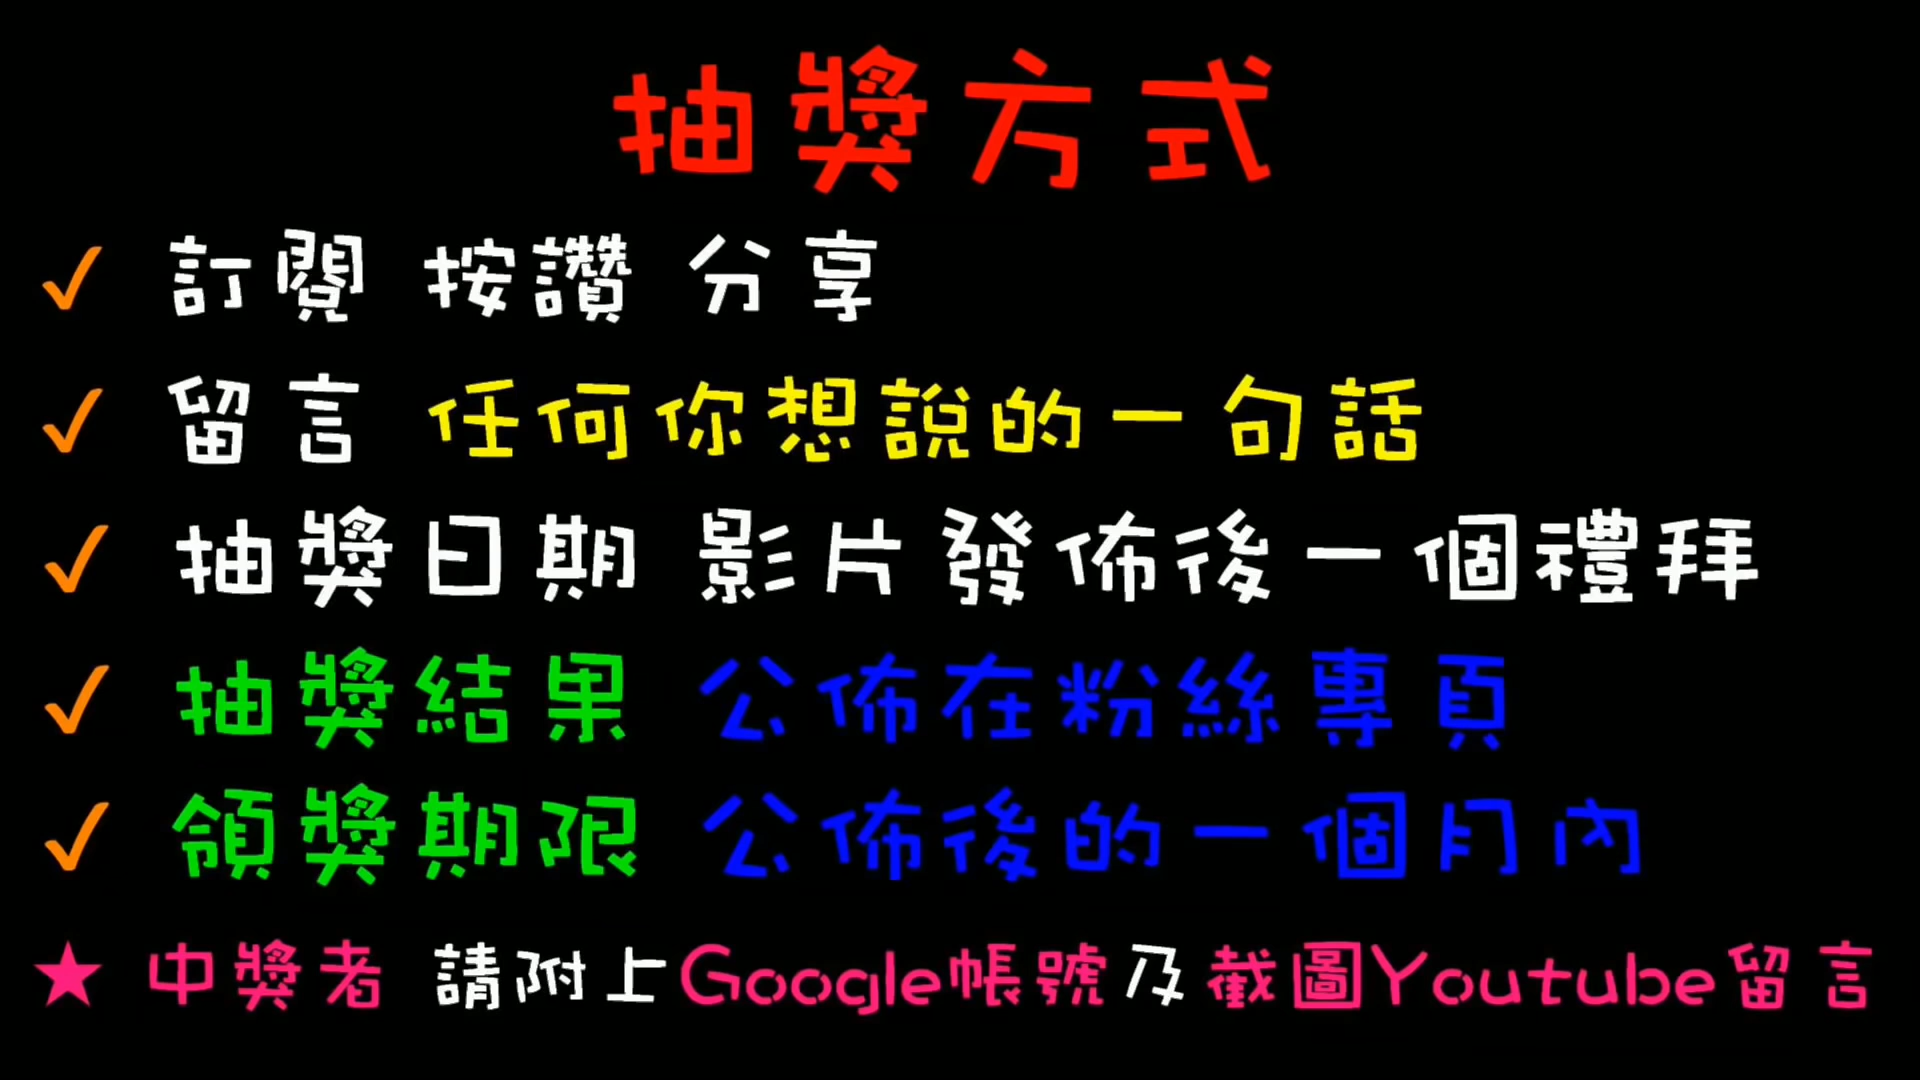 抽獎方式
✓ 訂閱 按讚 分享
✓ 留言 任何你想說的一句話
✓ 抽獎日期 影片發佈後一個禮拜
✓ 抽獎結果 公佈在粉絲專頁
✓ 領獎期限 公佈後的一個月內
★ 中獎者 請附上Google帳號及截圖Youtube留言